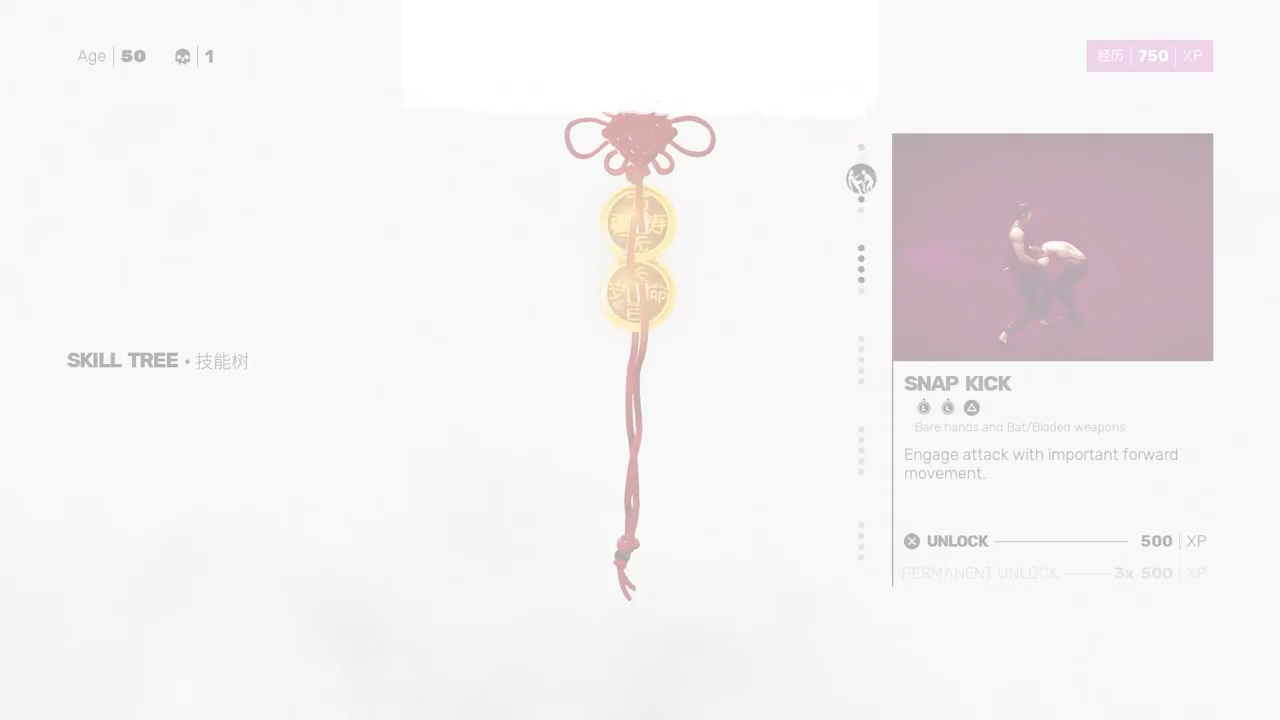 Age 50 1
经历 750 XP
SKILL TREE • 技能树
SNAP KICK
L L
Bare hands and Bat/Bladed weapons
Engage attack with important forward
movement.
UNLOCK 500 XP
PERMANENT UNLOCK 3x 500 XP